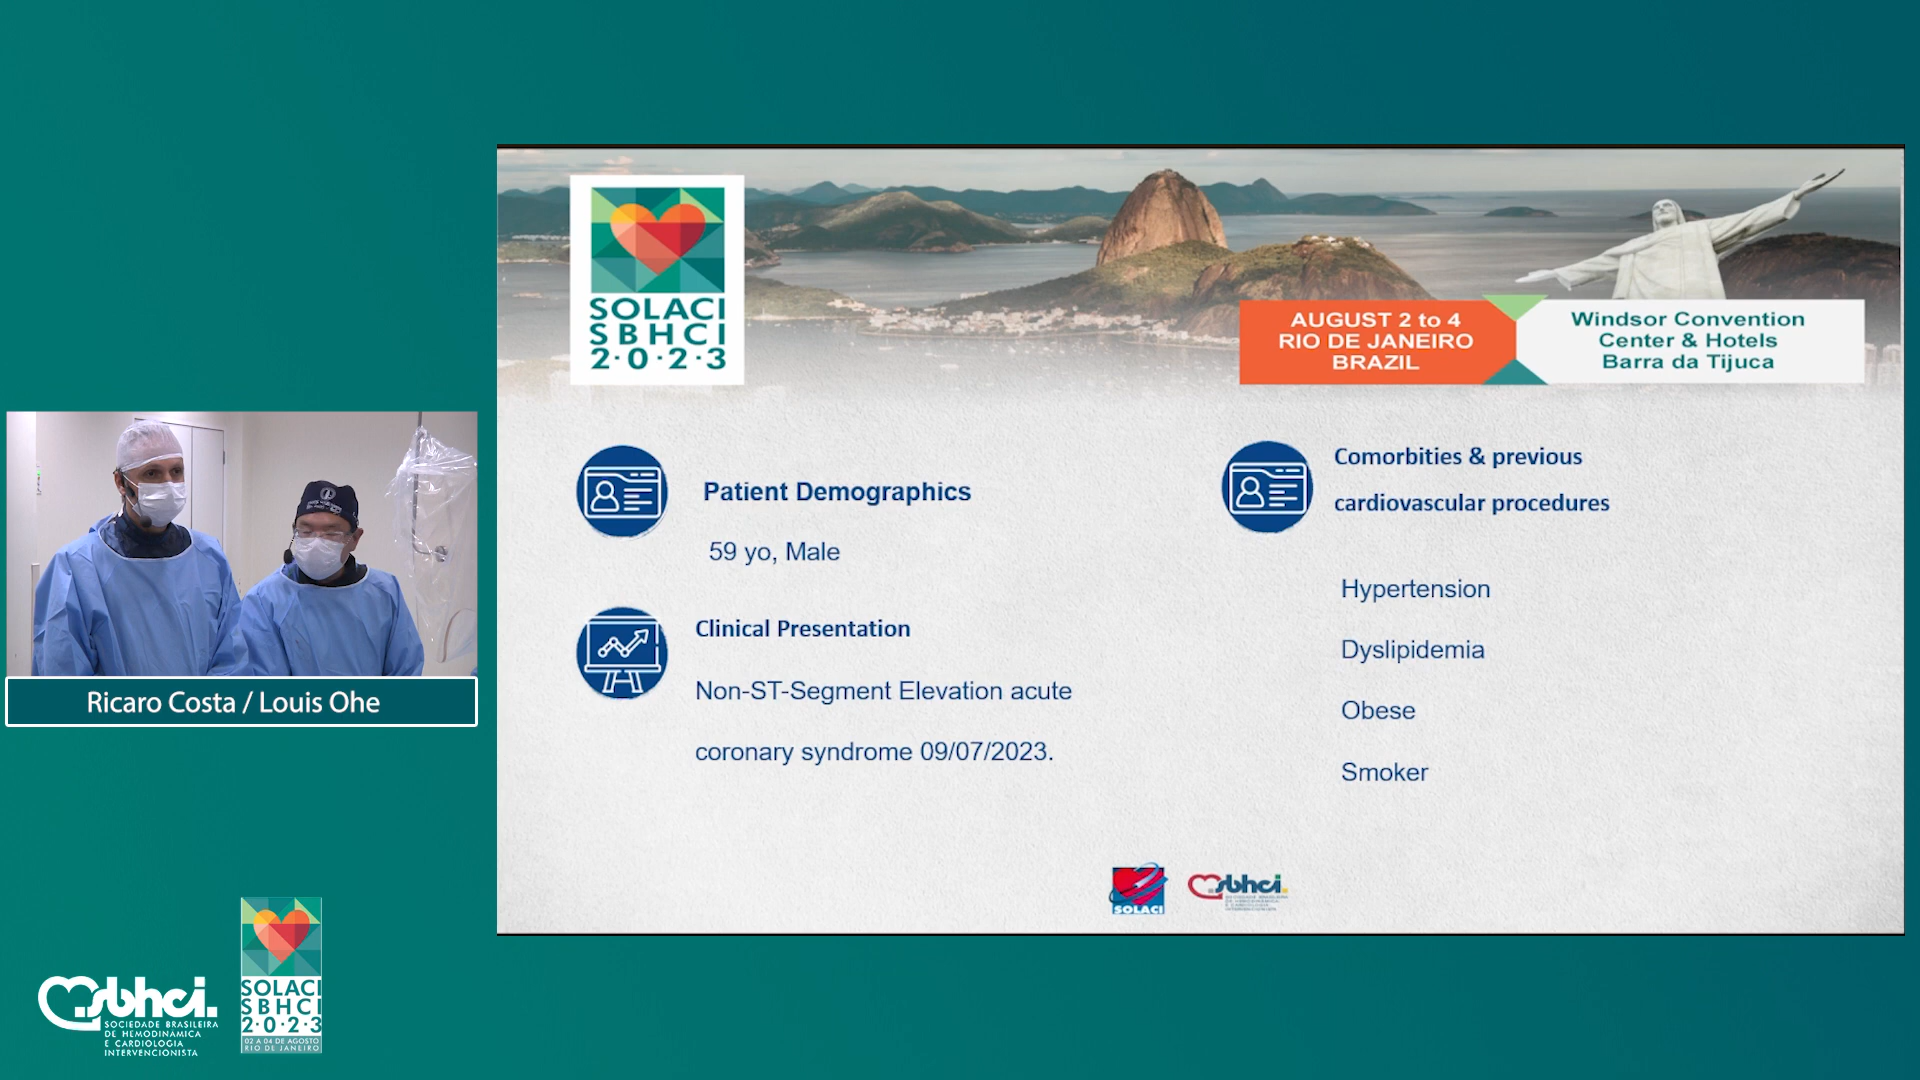 SOLACI
SBHCI
2·0·2·3
AUGUST 2 to 4
RIO DE JANEIRO
BRAZIL
Windsor Convention
Center & Hotels
Barra da Tijuca
Patient Demographics
59 yo, Male
Clinical Presentation
Non-ST-Segment Elevation acute
coronary syndrome 09/07/2023.
Comorbities & previous
cardiovascular procedures
Hypertension
Dyslipidemia
Obese
Smoker
SOLACI
sbhci.
Ricaro Costa / Louis Ohe
sbhci.
SOCIEDADE BRASILEIRA
DE HEMODINÂMICA
E CARDIOLOGIA
INTERVENCIONISTA
SOLACI
SBHCI
2·0·2·3
02 A 04 DE AGOSTO
RIO DE JANEIRO